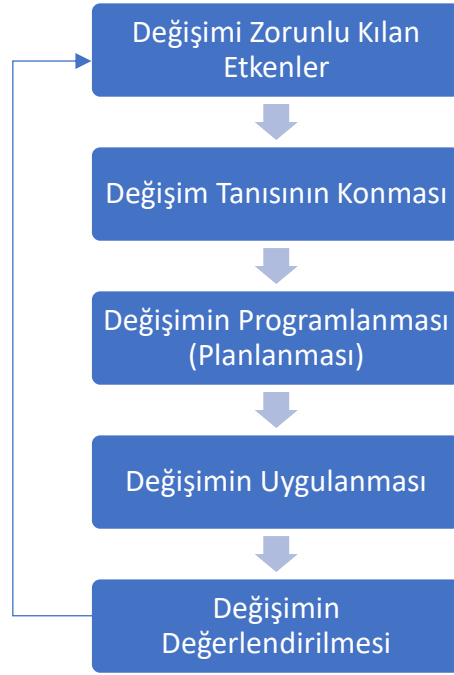 Değişimi Zorunlu Kılan
Etkenler
Değişim Tanısının Konması
Değişimin Programlanması
(Planlanması)
Değişimin Uygulanması
Değişimin
Değerlendirilmesi